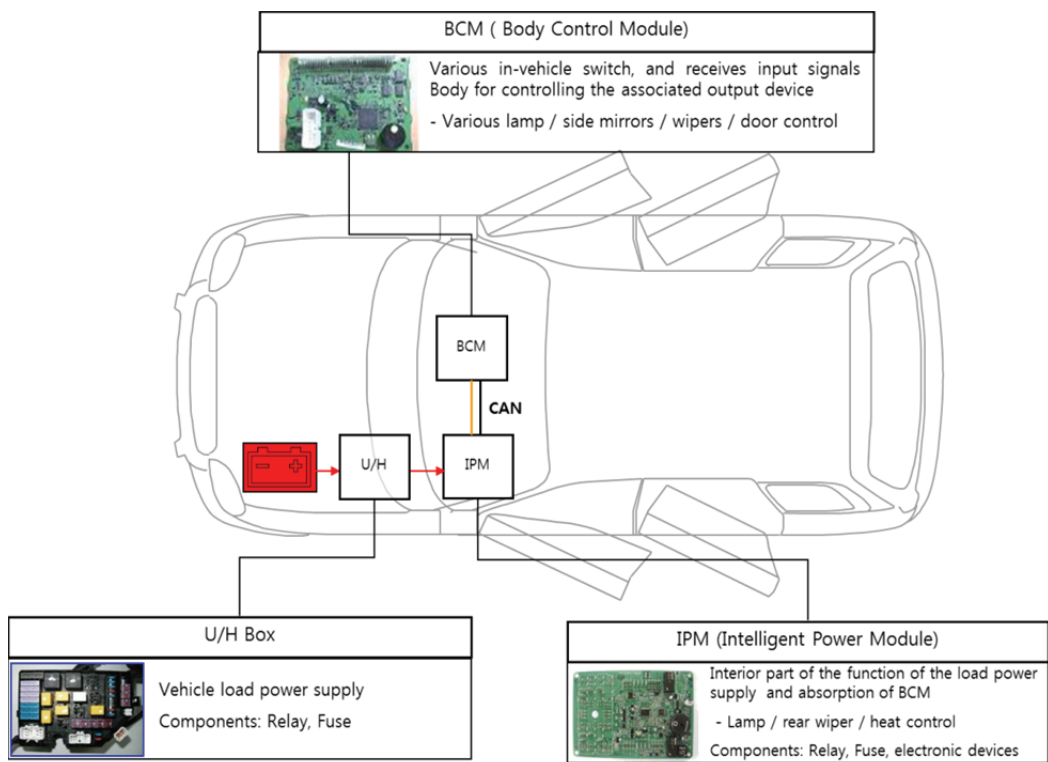 BCM ( Body Control Module)
Various in-vehicle switch, and receives input signals
Body for controlling the associated output device
- Various lamp / side mirrors / wipers / door control
BCM
CAN
U/H
IPM
U/H Box
Vehicle load power supply
Components: Relay, Fuse
IPM (Intelligent Power Module)
Interior part of the function of the load power
supply and absorption of BCM
- Lamp / rear wiper / heat control
Components: Relay, Fuse, electronic devices